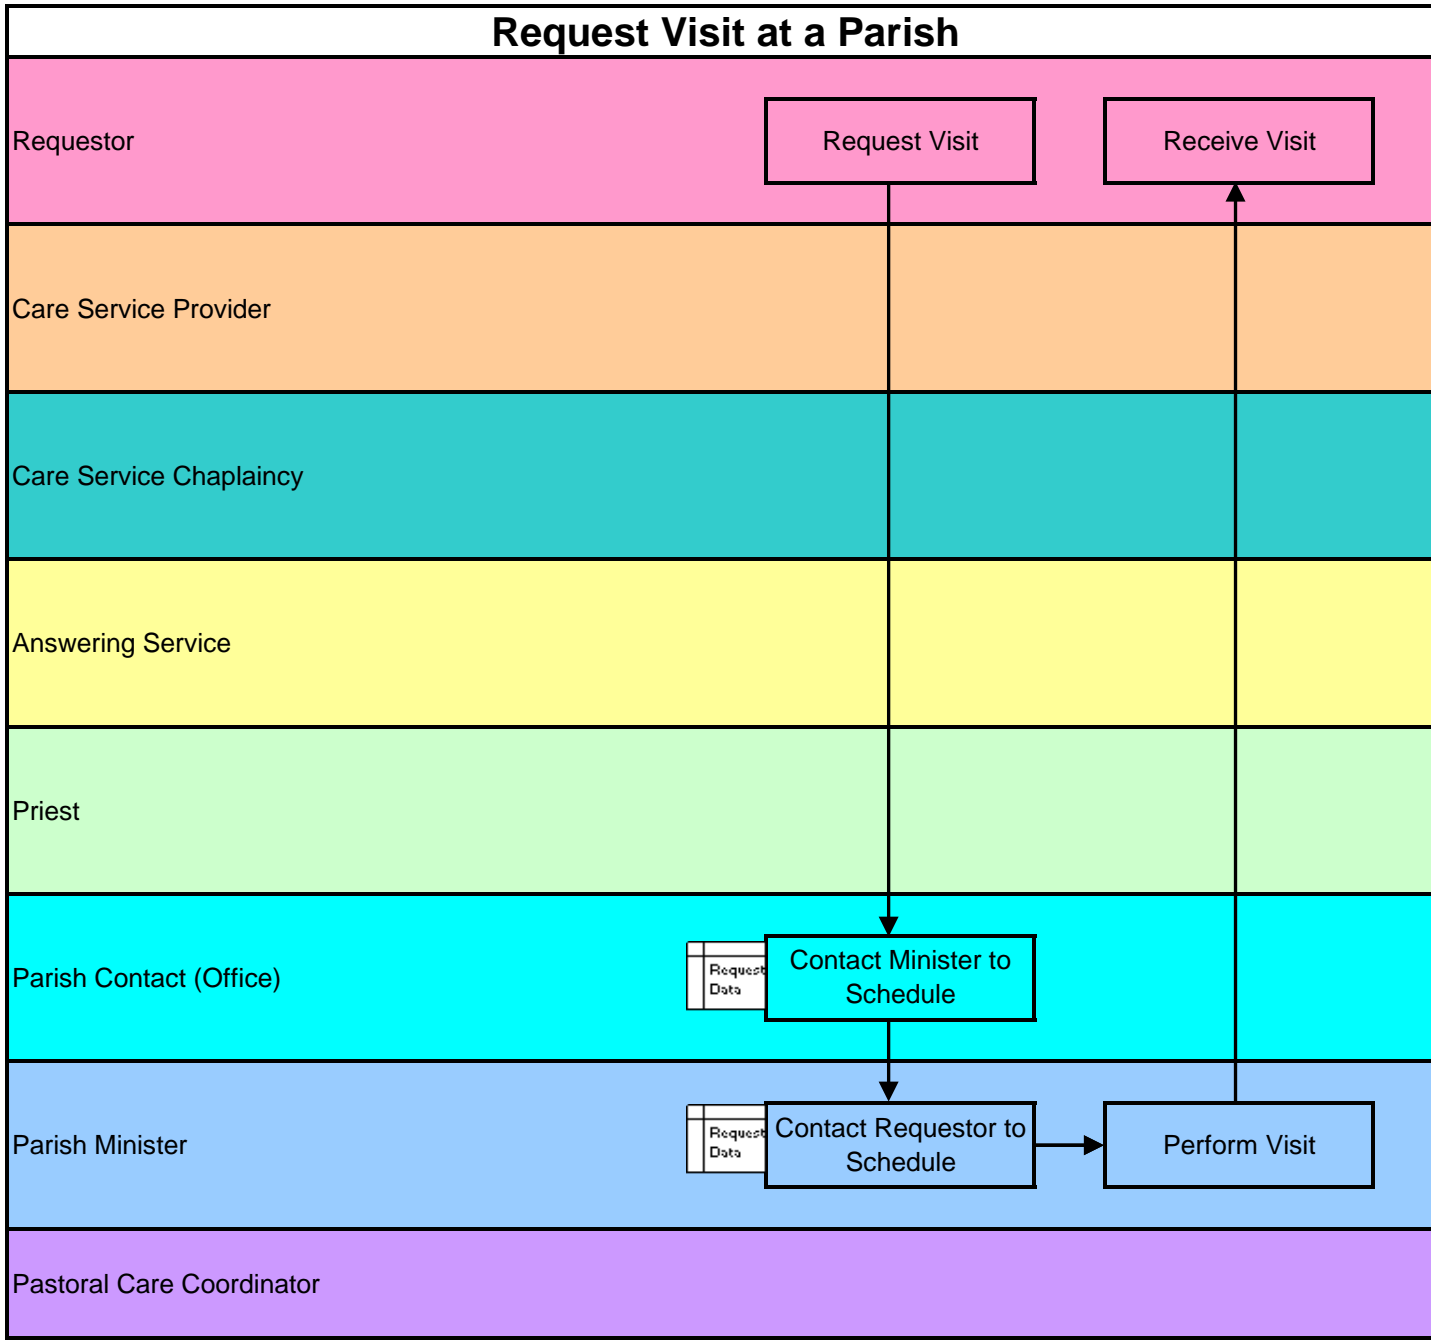 Request Visit at a Parish
Requestor
Request Visit
Receive Visit
Care Service Provider
Care Service Chaplaincy
Answering Service
Priest
Parish Contact (Office)
Request
Data
Contact Minister to
Schedule
Parish Minister
Request
Data
Contact Requestor to
Schedule
Perform Visit
Pastoral Care Coordinator